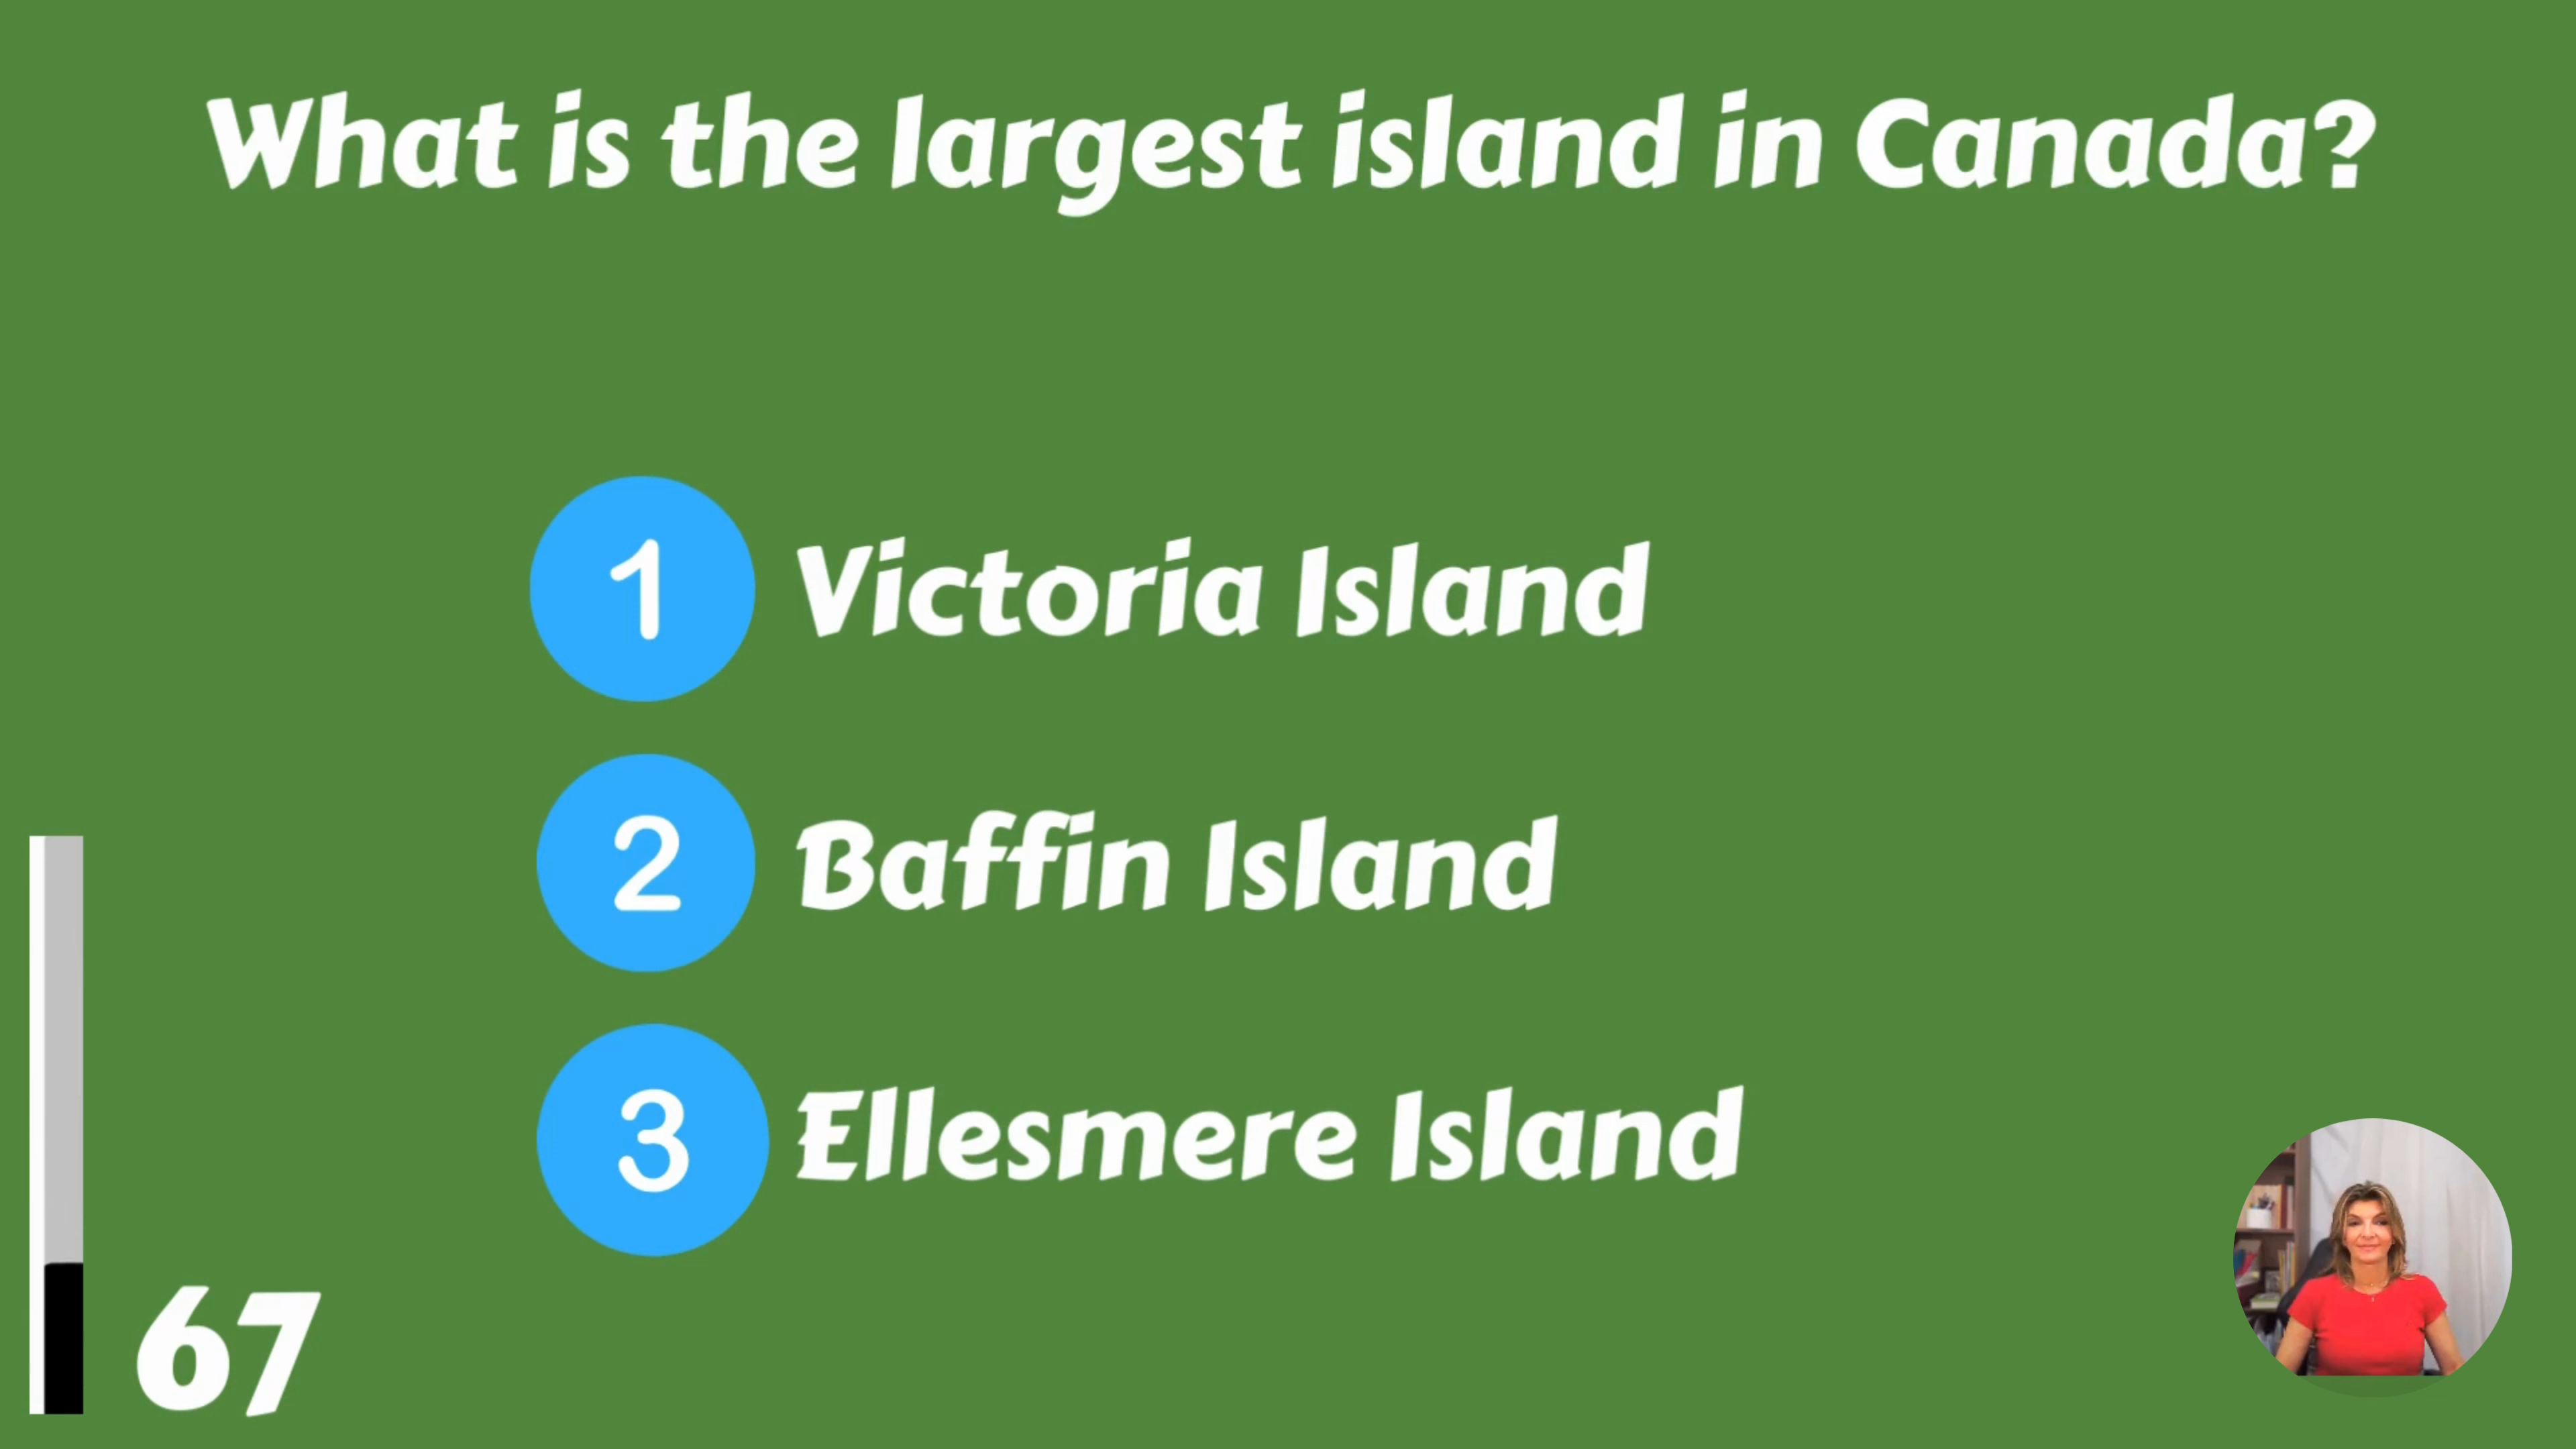 What is the largest island in Canada?
1 Victoria Island
2 Baffin Island
3 Ellesmere Island
67